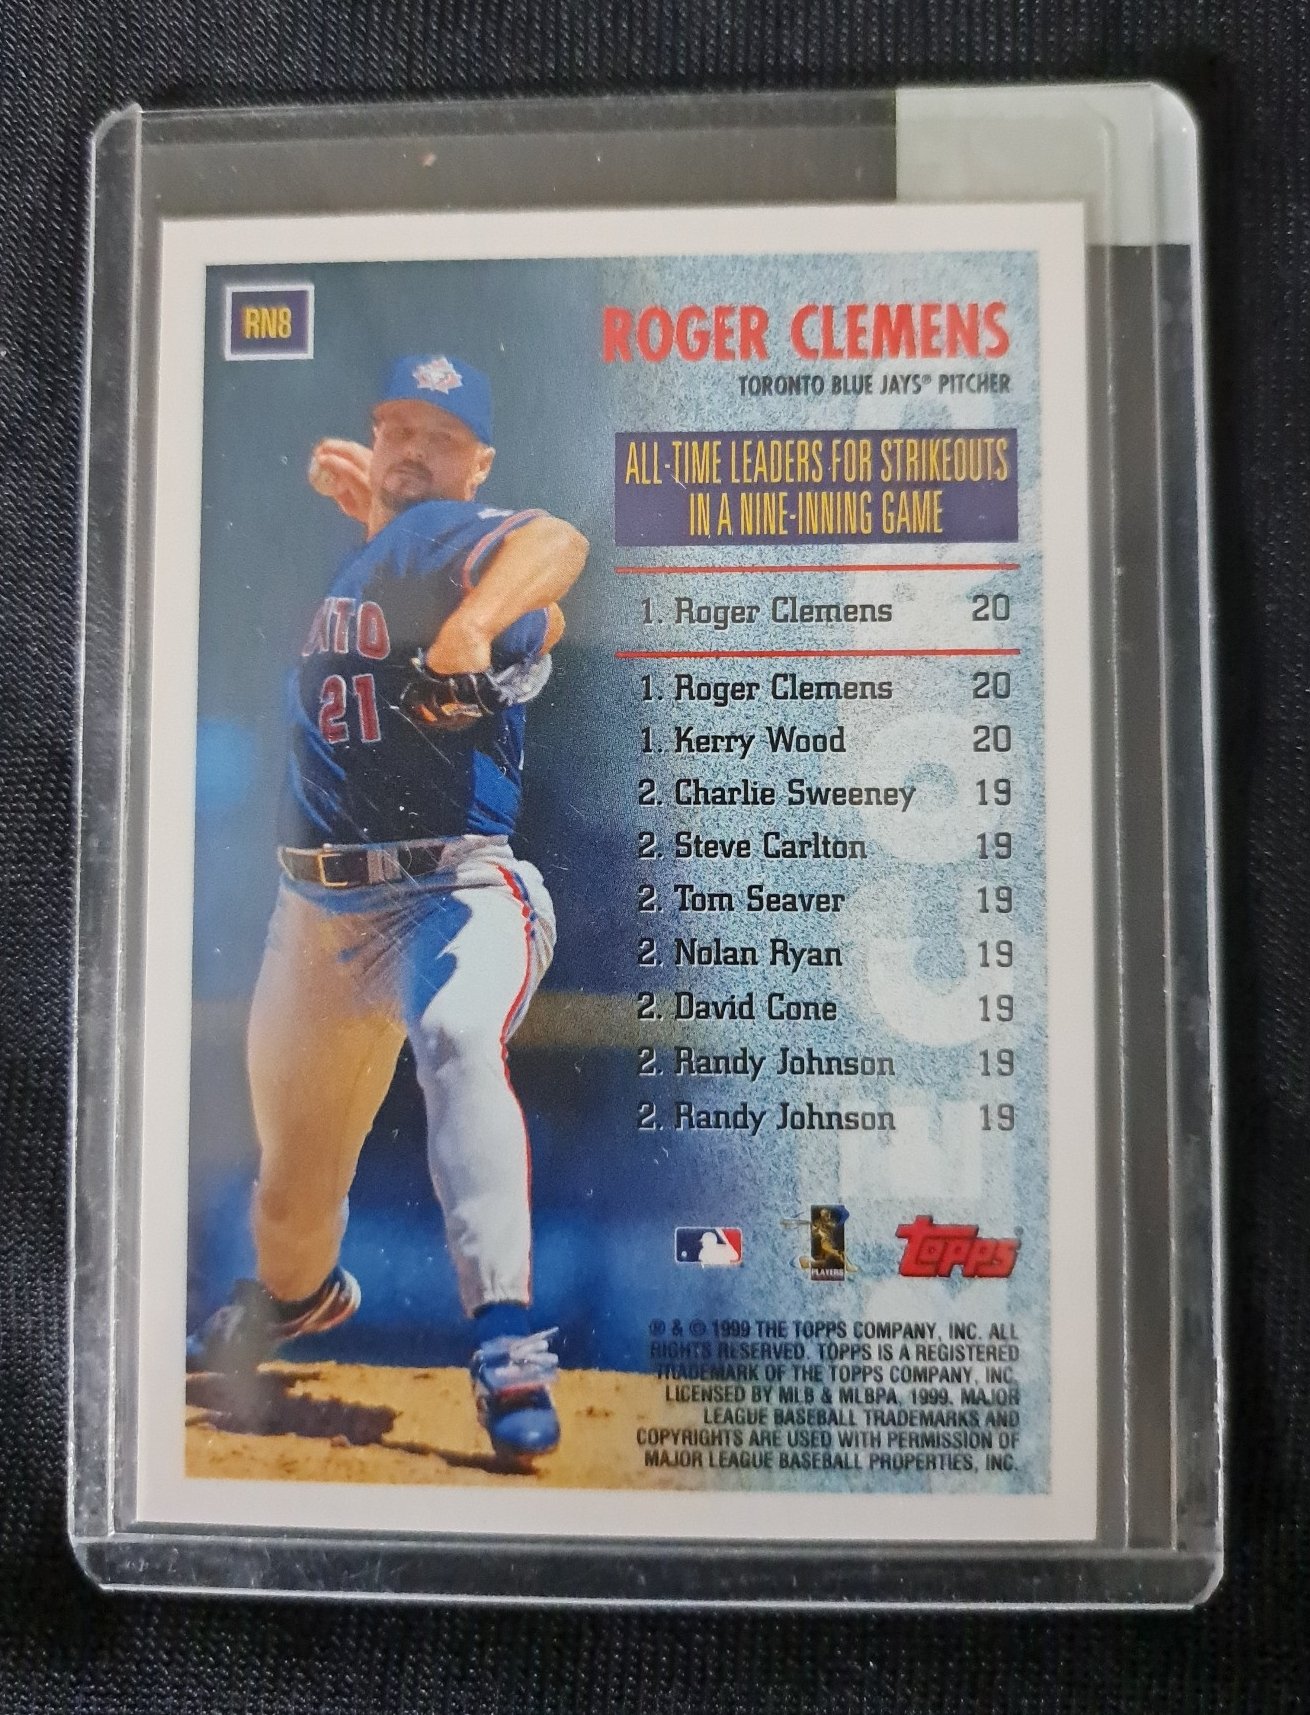 RN8
ROGER CLEMENS
TORONTO BLUE JAYS® PITCHER
ALL-TIME LEADERS FOR STRIKEOUTS
IN A NINE-INNING GAME
1. Roger Clemens 20
1. Roger Clemens 20
1. Kerry Wood 20
2. Charlie Sweeney 19
2. Steve Carlton 19
2. Tom Seaver 19
2. Nolan Ryan 19
2. David Cone 19
2. Randy Johnson 19
2. Randy Johnson 19
21
PLAYERS
Topps®
® & © 1999 THE TOPPS COMPANY, INC. ALL
RIGHTS RESERVED. TOPPS IS A REGISTERED
TRADEMARK OF THE TOPPS COMPANY, INC.
LICENSED BY MLB & MLBPA, 1999. MAJOR
LEAGUE BASEBALL TRADEMARKS AND
COPYRIGHTS ARE USED WITH PERMISSION OF
MAJOR LEAGUE BASEBALL PROPERTIES, INC.